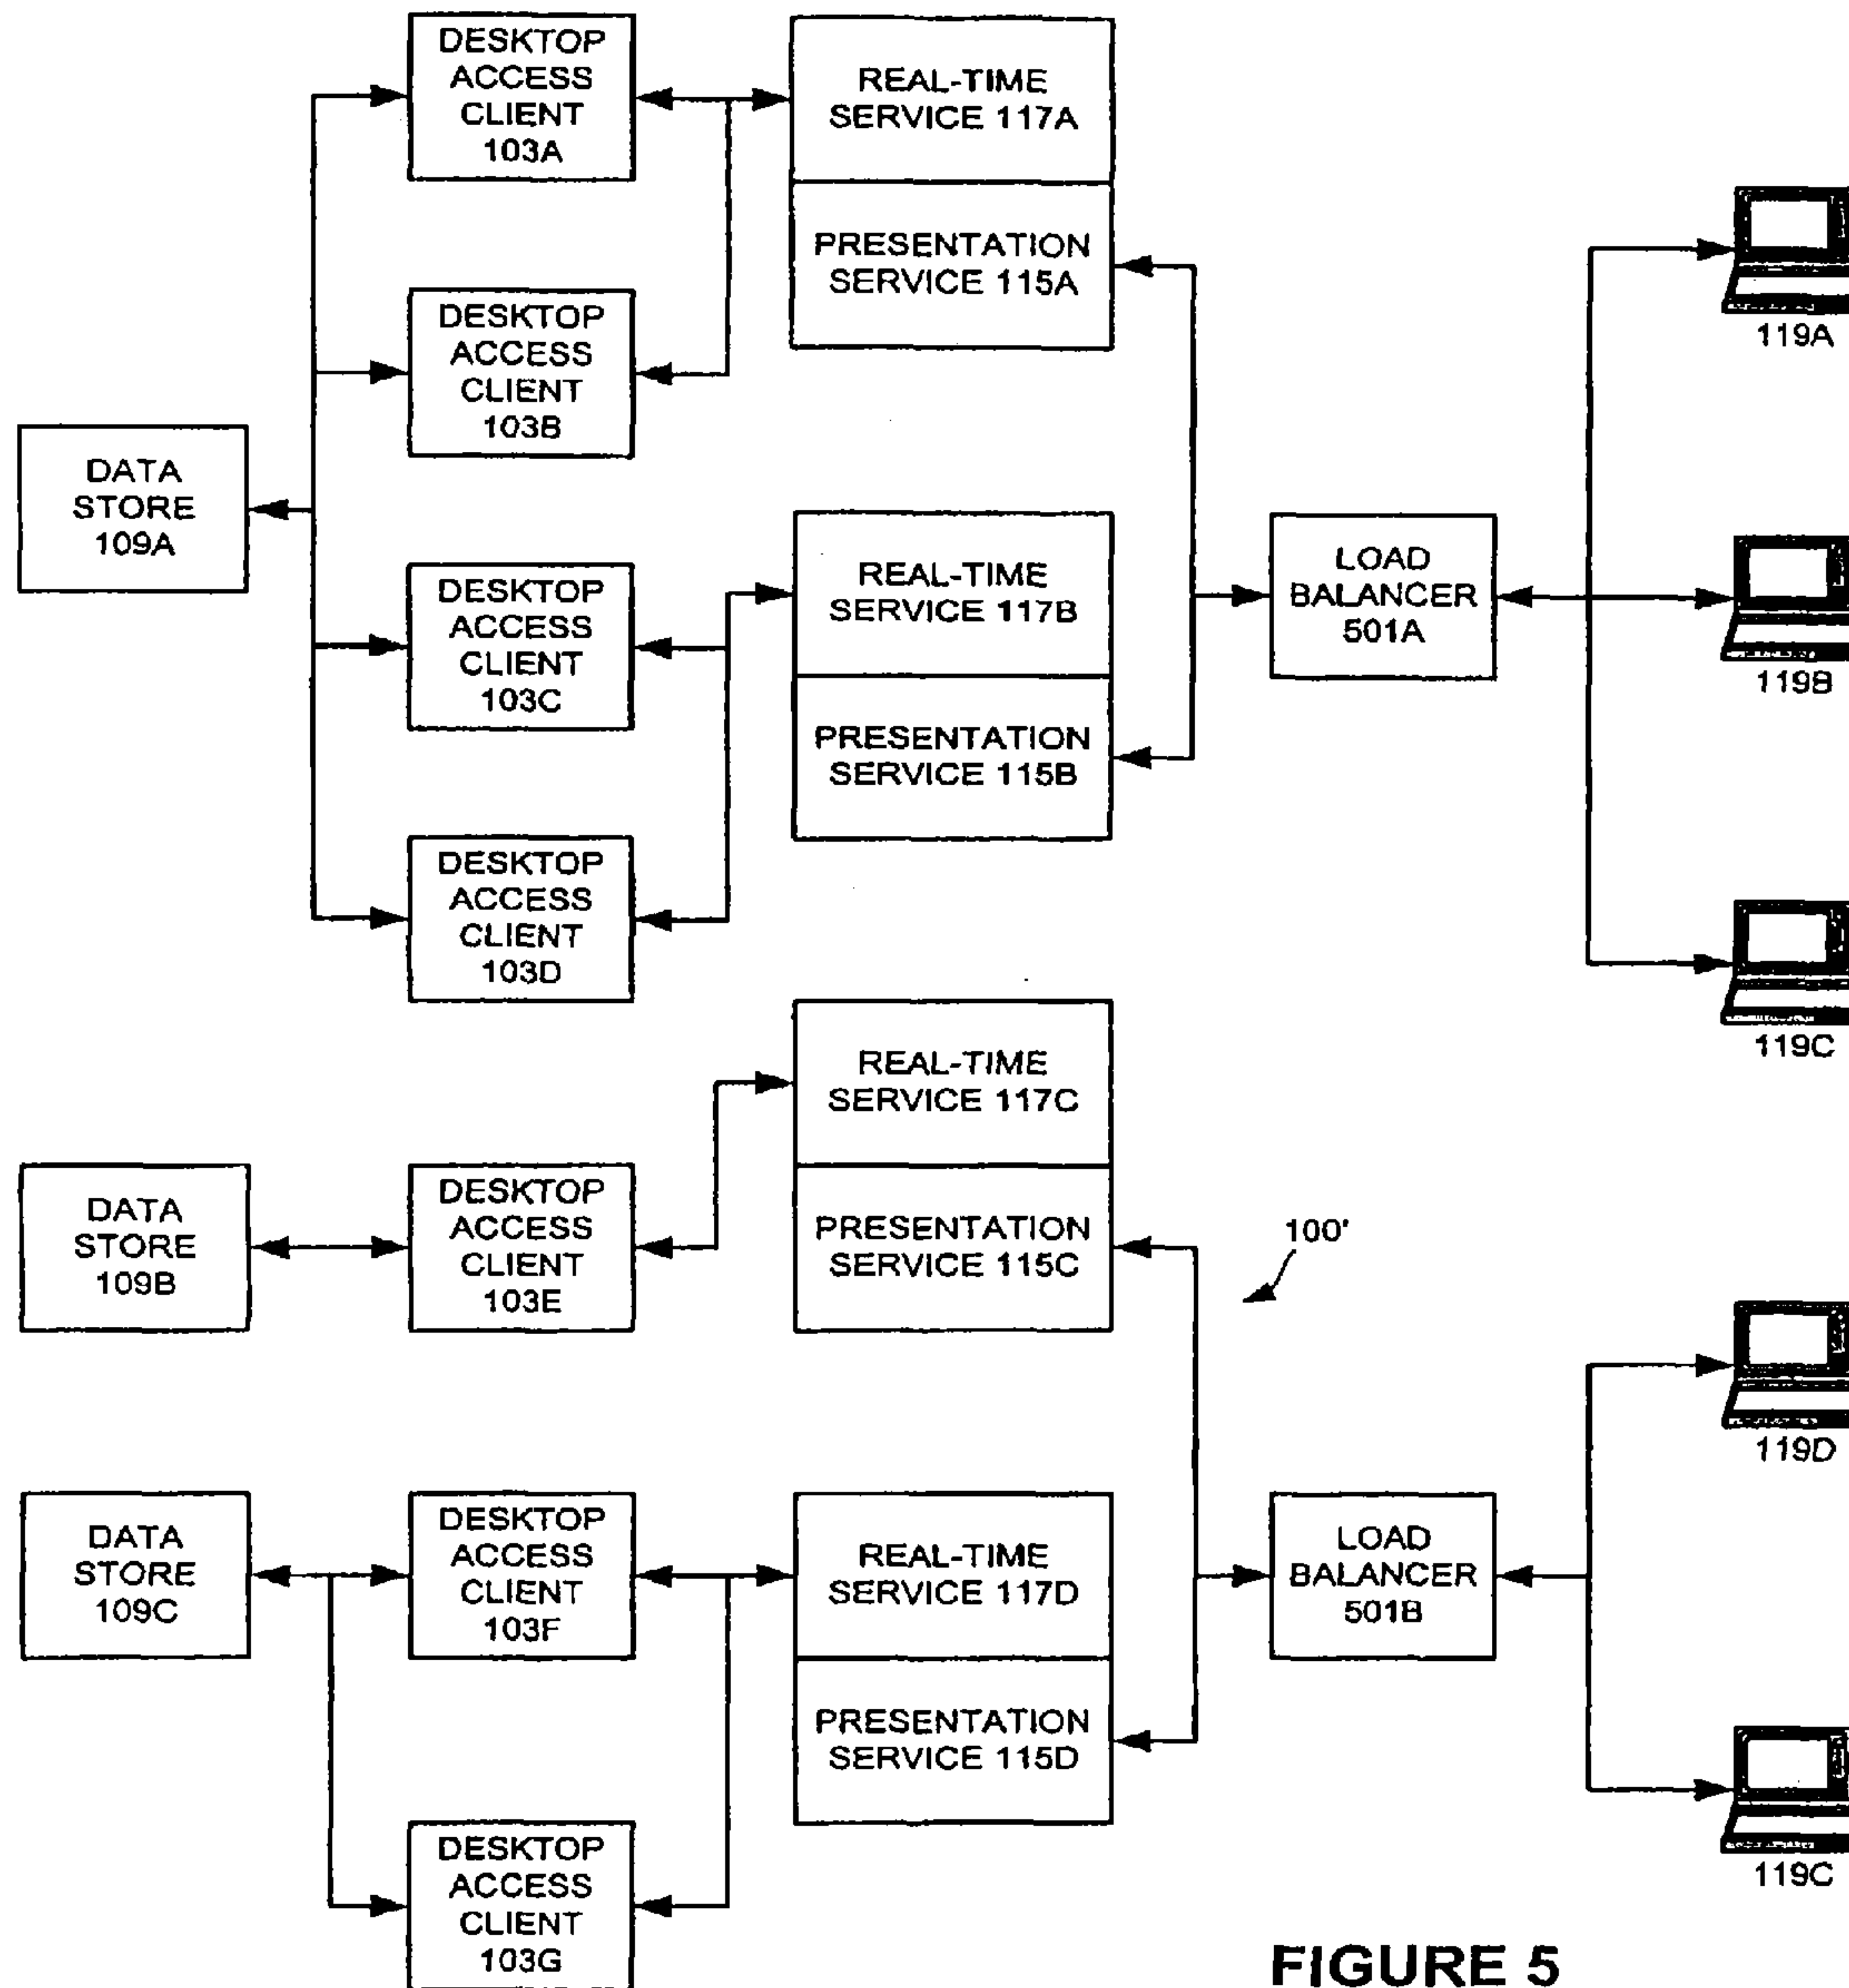 DESKTOP
ACCESS
CLIENT
103A
REAL-TIME
SERVICE 117A
PRESENTATION
SERVICE 115A
119A
DESKTOP
ACCESS
CLIENT
103B
DATA
STORE
109A
DESKTOP
ACCESS
CLIENT
103C
REAL-TIME
SERVICE 117B
PRESENTATION
SERVICE 115B
LOAD
BALANCER
501A
119B
DESKTOP
ACCESS
CLIENT
103D
119C
REAL-TIME
SERVICE 117C
PRESENTATION
SERVICE 115C
DATA
STORE
109B
DESKTOP
ACCESS
CLIENT
103E
100'
119D
DATA
STORE
109C
DESKTOP
ACCESS
CLIENT
103F
REAL-TIME
SERVICE 117D
PRESENTATION
SERVICE 115D
LOAD
BALANCER
501B
119C
DESKTOP
ACCESS
CLIENT
103G
FIGURE 5